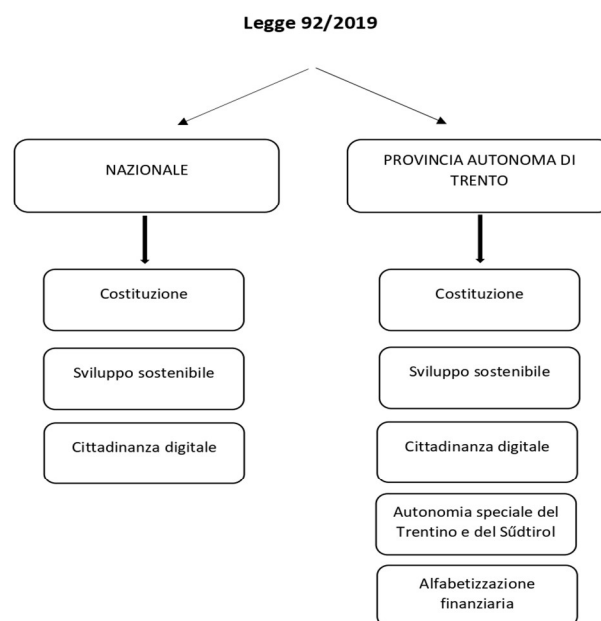 Legge 92/2019
NAZIONALE
PROVINCIA AUTONOMA DI
TRENTO
Costituzione
Sviluppo sostenibile
Cittadinanza digitale
Costituzione
Sviluppo sostenibile
Cittadinanza digitale
Autonomia speciale del
Trentino e del Sűdtirol
Alfabetizzazione
finanziaria